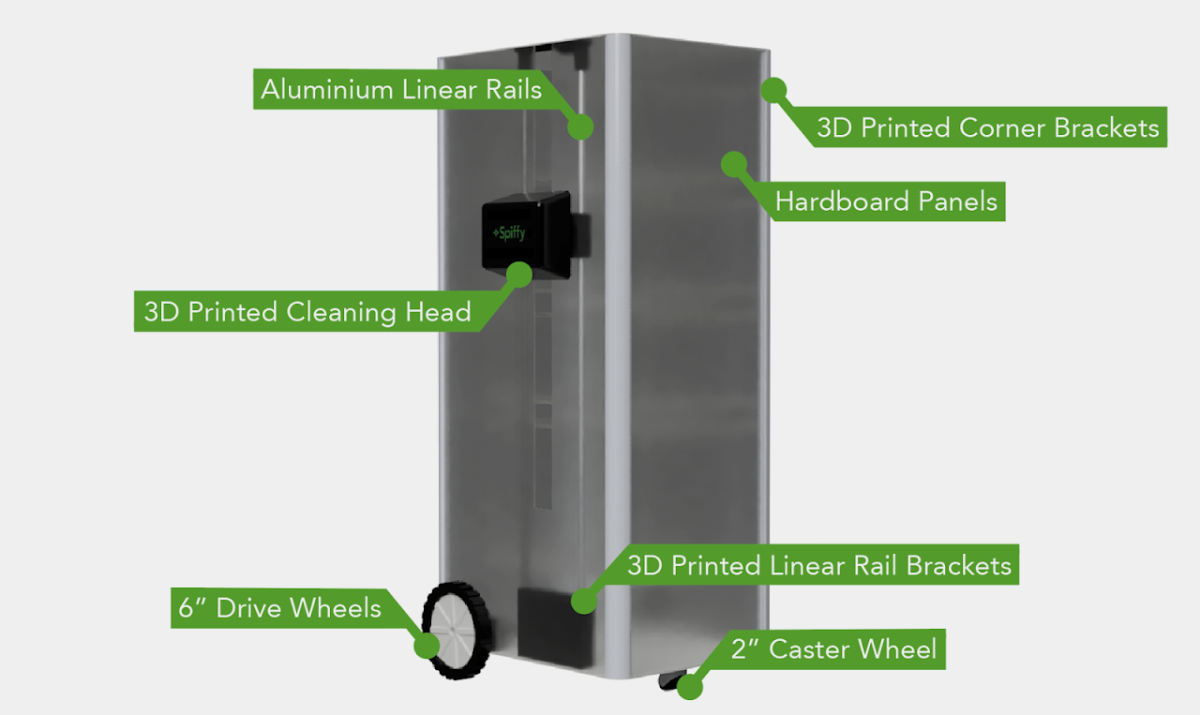 Aluminium Linear Rails
3D Printed Corner Brackets
Hardboard Panels
+Spiffy
3D Printed Cleaning Head
3D Printed Linear Rail Brackets
6” Drive Wheels
2” Caster Wheel